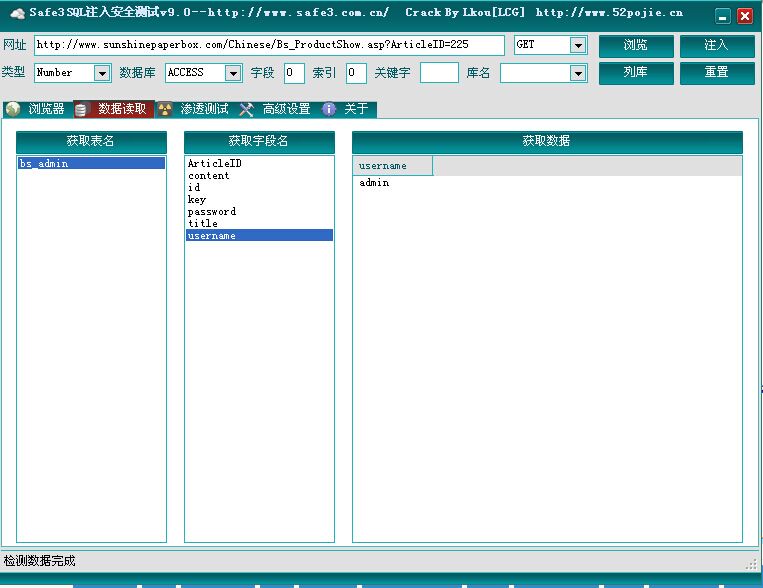 Safe3SQL注入安全测试v9.0--http://www.safe3.com.cn/ Crack By Lkou[LCG] http://www.52pojie.cn
网址 http://www.sunshinepaperbox.com/Chinese/Bs_ProductShow.asp?ArticleID=225 GET 浏览 注入
类型 Number 数据库 ACCESS 字段 0 索引 0 关键字 库名 列库 重置
浏览器 数据读取 渗透测试 高级设置 关于
获取表名 获取字段名 获取数据
bs_admin
ArticleID
content
id
key
password
title
username
username
admin
检测数据完成